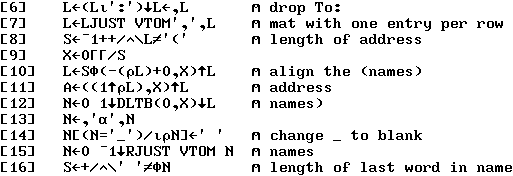 [6] L←(L⍳':')↓L←,L ⍝ drop To:
[7] L←LJUST VTOM',',L ⍝ mat with one entry per row
[8] S←¯1++/∧\L≠'(' ⍝ length of address
[9] X←0⌈⌈/S
[10] L←S⌽(-(⍴L)+0,X)↑L ⍝ align the (names)
[11] A←((1↑⍴L),X)↑L ⍝ address
[12] N←0 1↓DLTB(0,X)↓L ⍝ names)
[13] N←,'⍺',N
[14] N[(N='_')/⍳⍴N]←' ' ⍝ change _ to blank
[15] N←0 ¯1↓RJUST VTOM N ⍝ names
[16] S←+/∧\' '≠⌽N ⍝ length of last word in name